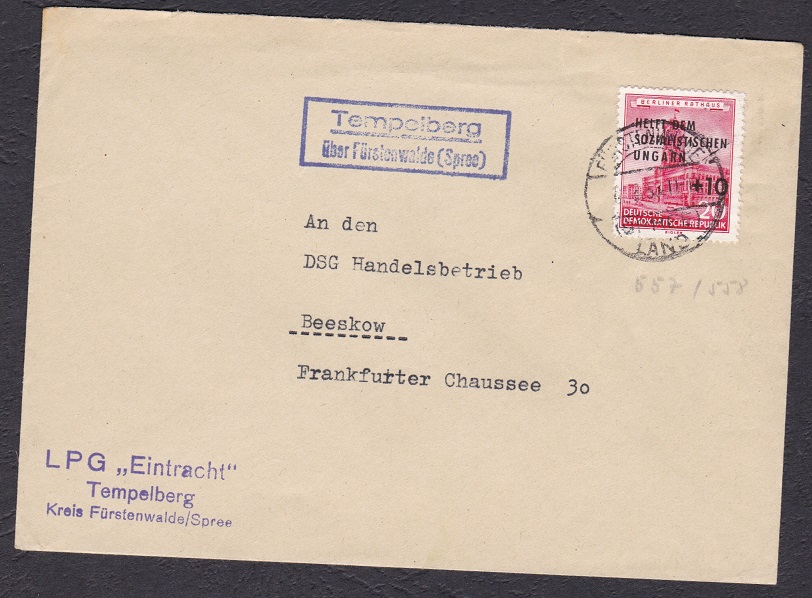 Tempelberg
über Fürstenwalde (Spree)
BERLINER RATHAUS
HELFT DEM
SOZIALISTISCHEN
UNGARN
+10
20
DEUTSCHE
DEMOKRATISCHE REPUBLIK
LAND
557/558
An den
DSG Handelsbetrieb
Beeskow
Frankfurter Chaussee 30
LPG „Eintracht"
Tempelberg
Kreis Fürstenwalde/Spree